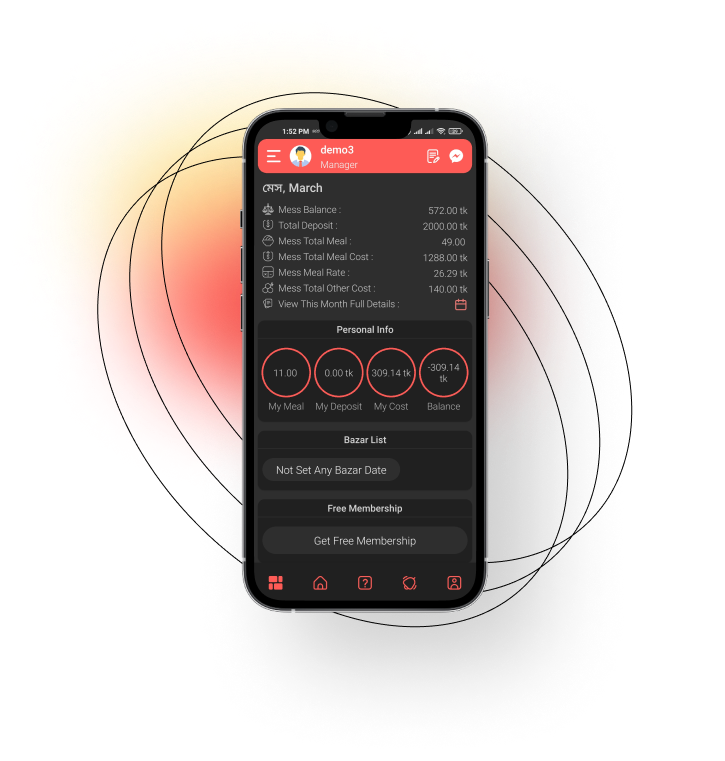 1:52 PM
demo3
Manager
মেস, March
Mess Balance : 572.00 tk
Total Deposit : 2000.00 tk
Mess Total Meal : 49.00
Mess Total Meal Cost : 1288.00 tk
Mess Meal Rate : 26.29 tk
Mess Total Other Cost : 140.00 tk
View This Month Full Details :
Personal Info
11.00 0.00 tk 309.14 tk -309.14 tk
My Meal My Deposit My Cost Balance
Bazar List
Not Set Any Bazar Date
Free Membership
Get Free Membership